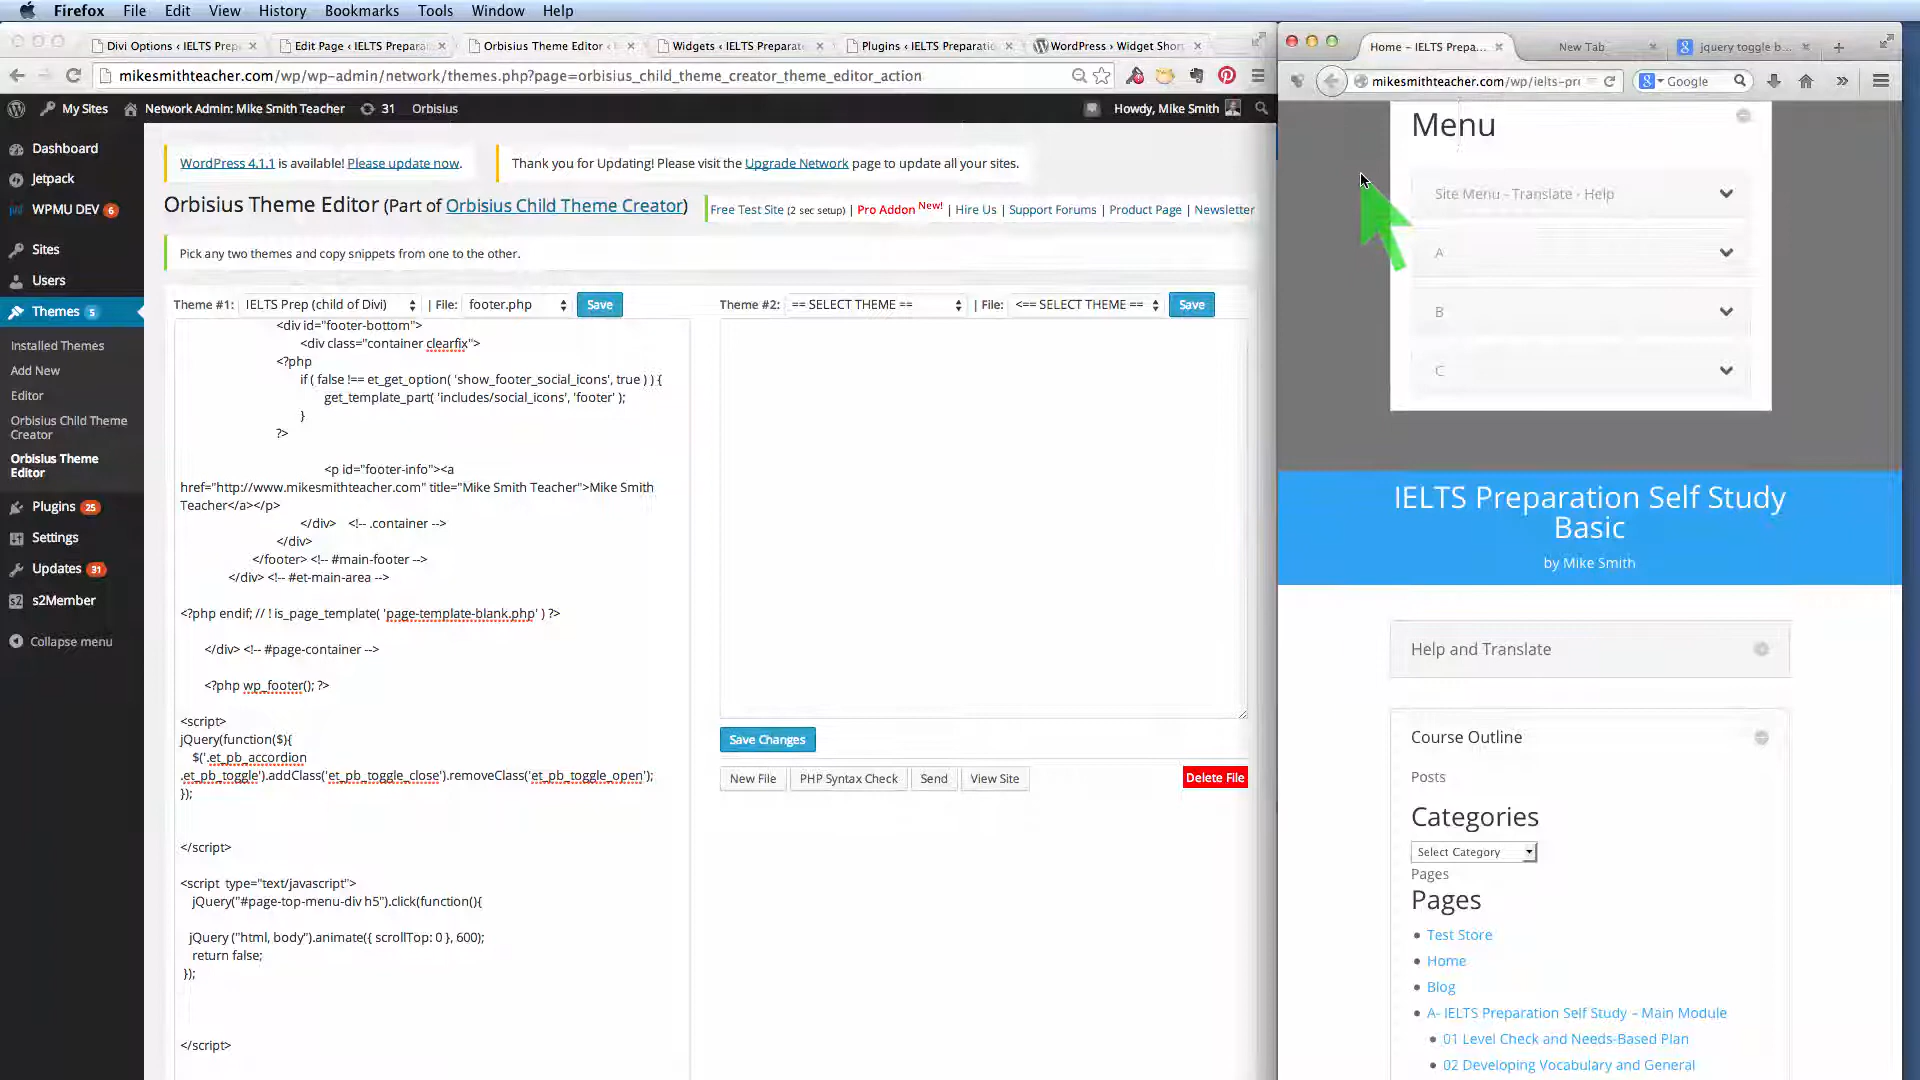 Firefox File Edit View History Bookmarks Tools Window Help
Divi Options ‹ IELTS Prep
Edit Page ‹ IELTS Prepara
Orbisius Theme Editor ‹
Widgets ‹ IELTS Preparat
Plugins ‹ IELTS Preparatio
WordPress › Widget Shor
Home – IELTS Prepa...
New Tab
jquery toggle b...
mikesmithteacher.com/wp/wp-admin/network/themes.php?page=orbisius_child_theme_creator_theme_editor_action
mikesmithteacher.com/wp/ielts-pr
Google
My Sites
Network Admin: Mike Smith Teacher
31
Orbisius
Howdy, Mike Smith
Dashboard
Jetpack
WPMU DEV 6
Sites
Users
Themes 5
Installed Themes
Add New
Editor
Orbisius Child Theme
Creator
Orbisius Theme
Editor
Plugins 25
Settings
Updates 31
s2Member
Collapse menu
WordPress 4.1.1 is available! Please update now.
Thank you for Updating! Please visit the Upgrade Network page to update all your sites.
Orbisius Theme Editor (Part of Orbisius Child Theme Creator)
Free Test Site (2 sec setup) | Pro Addon New! | Hire Us | Support Forums | Product Page | Newsletter
Pick any two themes and copy snippets from one to the other.
Theme #1: IELTS Prep (child of Divi) | File: footer.php Save
<div id="footer-bottom">
<div class="container clearfix">
<?php
if ( false !== et_get_option( 'show_footer_social_icons', true ) ) {
get_template_part( 'includes/social_icons', 'footer' );
}
?>
<p id="footer-info"><a
href="http://www.mikesmithteacher.com" title="Mike Smith Teacher">Mike Smith
Teacher</a></p>
</div> <!-- .container -->
</div>
</footer> <!-- #main-footer -->
</div> <!-- #et-main-area -->
<?php endif; // ! is_page_template( 'page-template-blank.php' ) ?>
</div> <!-- #page-container -->
<?php wp_footer(); ?>
<script>
jQuery(function($){
$('.et_pb_accordion
.et_pb_toggle').addClass('et_pb_toggle_close').removeClass('et_pb_toggle_open');
});
</script>
<script type="text/javascript">
jQuery("#page-top-menu-div h5").click(function(){
jQuery ("html, body").animate({ scrollTop: 0 }, 600);
return false;
});
</script>
Theme #2: == SELECT THEME == | File: <== SELECT THEME == Save
Save Changes
New File
PHP Syntax Check
Send
View Site
Delete File
Menu
Site Menu - Translate - Help
A
B
C
IELTS Preparation Self Study
Basic
by Mike Smith
Help and Translate
Course Outline
Posts
Categories
Select Category
Pages
Pages
Test Store
Home
Blog
A- IELTS Preparation Self Study – Main Module
01 Level Check and Needs-Based Plan
02 Developing Vocabulary and General